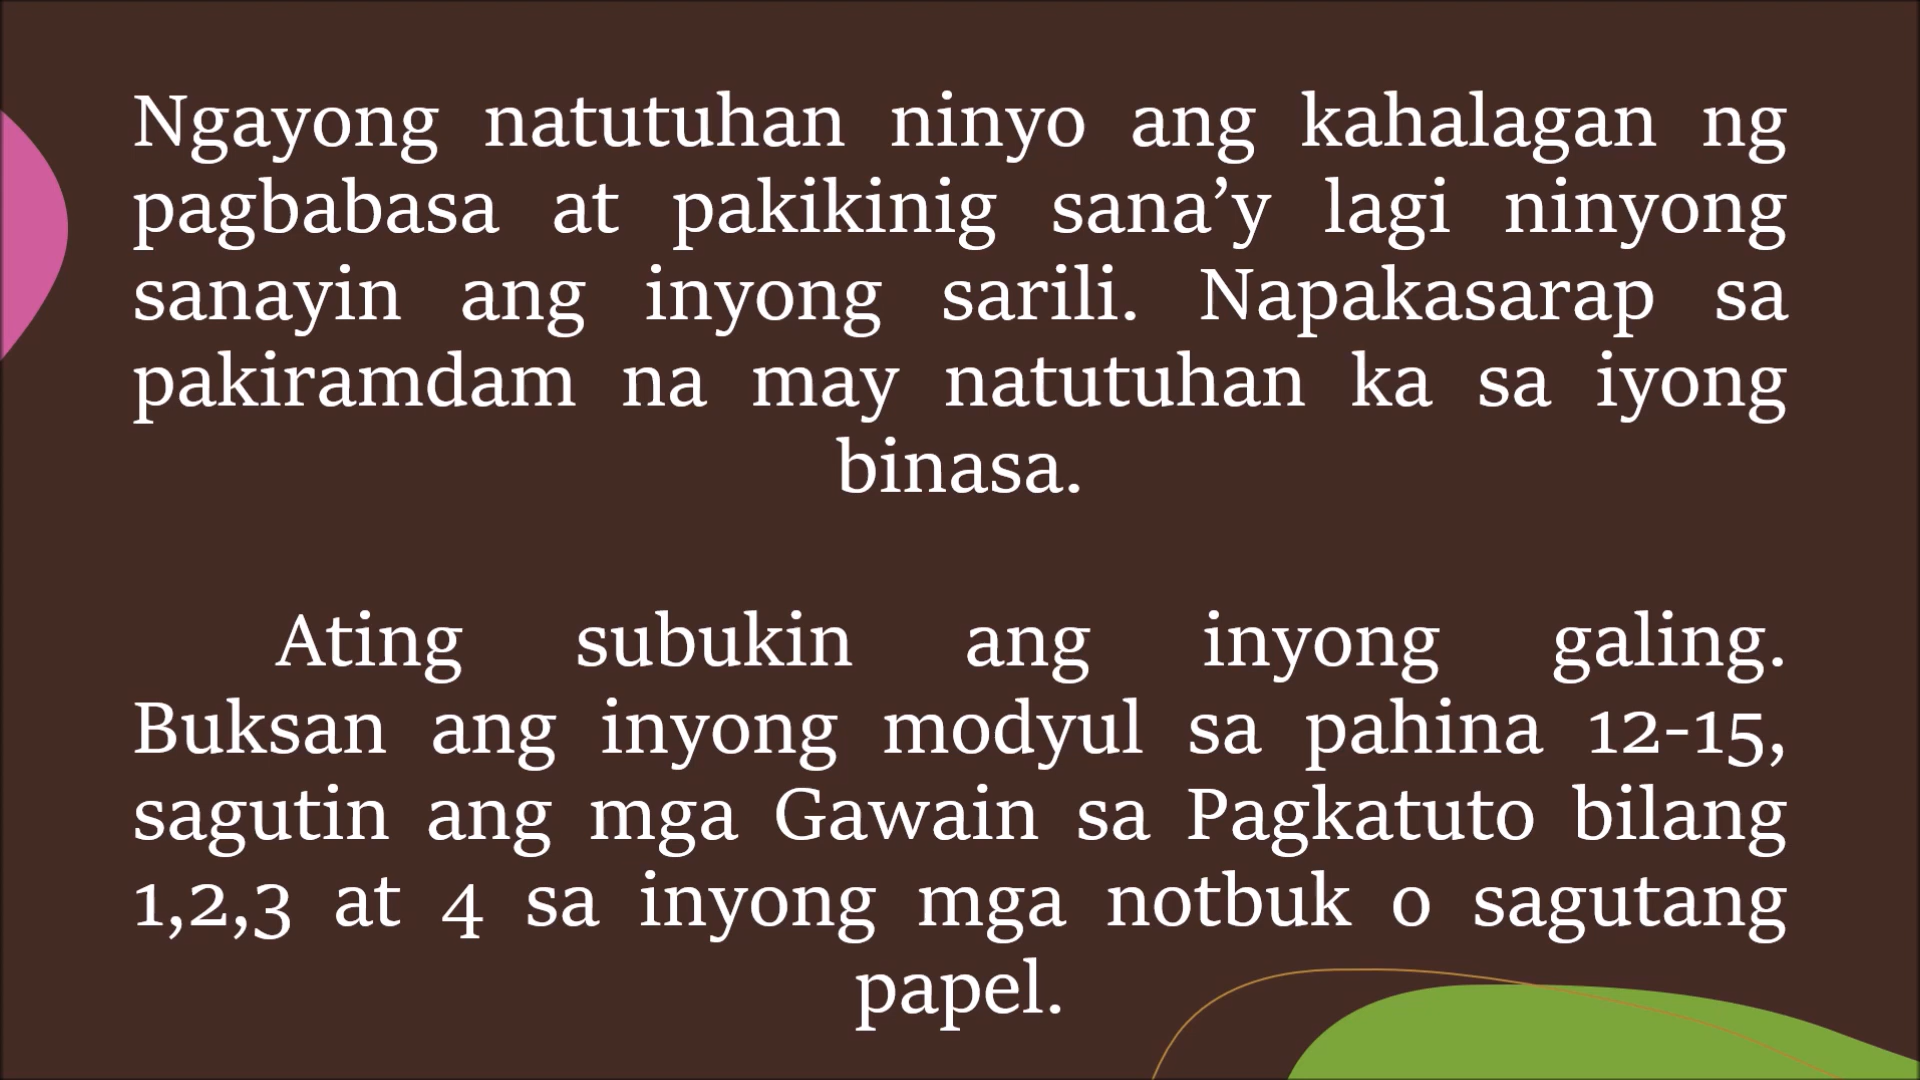 Ngayong natutuhan ninyo ang kahalagan ng
pagbabasa at pakikinig sana’y lagi ninyong
sanayin ang inyong sarili. Napakasarap sa
pakiramdam na may natutuhan ka sa iyong
binasa.
Ating subukin ang inyong galing.
Buksan ang inyong modyul sa pahina 12-15,
sagutin ang mga Gawain sa Pagkatuto bilang
1,2,3 at 4 sa inyong mga notbuk o sagutang
papel.